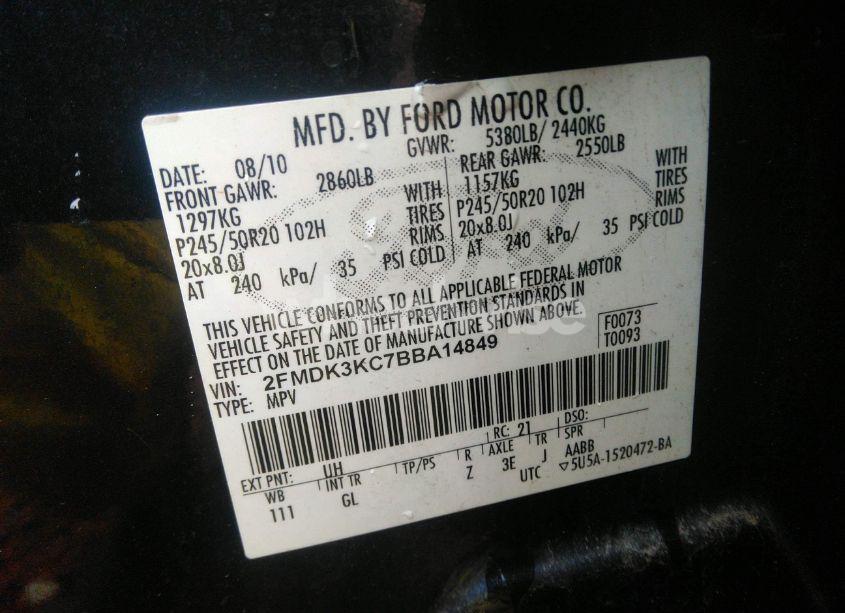 MFD. BY FORD MOTOR CO.
DATE: 08/10 GVWR: 5380LB/ 2440KG
FRONT GAWR: 2860LB REAR GAWR: 2550LB
1297KG WITH 1157KG WITH
P245/50R20 102H TIRES P245/50R20 102H TIRES
20x8.0J RIMS 20x8.0J RIMS
AT 240 kPa/ 35 PSI COLD AT 240 kPa/ 35 PSI COLD
THIS VEHICLE CONFORMS TO ALL APPLICABLE FEDERAL MOTOR
VEHICLE SAFETY AND THEFT PREVENTION STANDARDS IN
EFFECT ON THE DATE OF MANUFACTURE SHOWN ABOVE.
F0073
T0093
VIN: 2FMDK3KC7BBA14849
TYPE: MPV
EXT PNT: UH RC: 21 DSO:
WB INT TR TP/PS R AXLE TR SPR
111 GL Z 3E J AABB
UTC ▽5U5A-1520472-BA